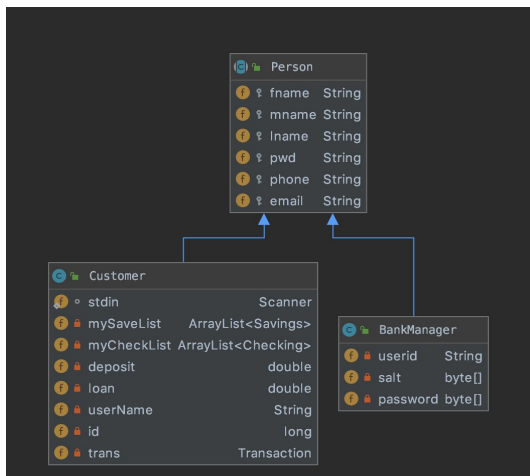 Person
fname String
mname String
lname String
pwd String
phone String
email String
Customer
stdin Scanner
mySaveList ArrayList<Savings>
myCheckList ArrayList<Checking>
deposit double
loan double
userName String
id long
trans Transaction
BankManager
userid String
salt byte[]
password byte[]